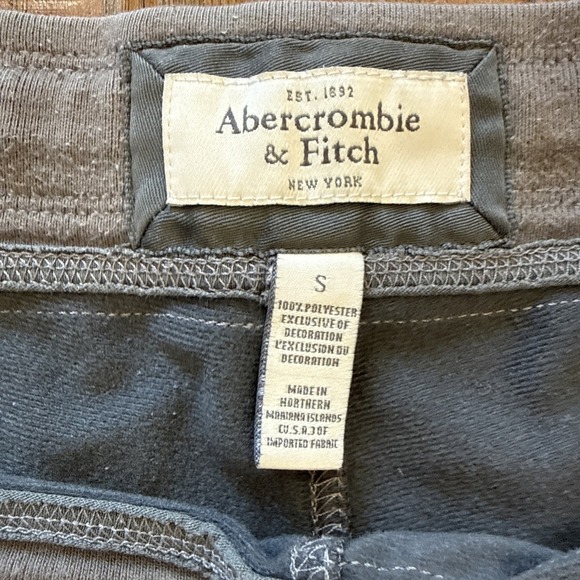 EST. 1892
Abercrombie
& Fitch
NEW YORK
S
100% POLYESTER
EXCLUSIVE OF
DECORATION
L'EXCLUSION DU
DECORATION
MADE IN
NORTHERN
MARIANA ISLANDS
(U.S.A.) OF
IMPORTED FABRIC